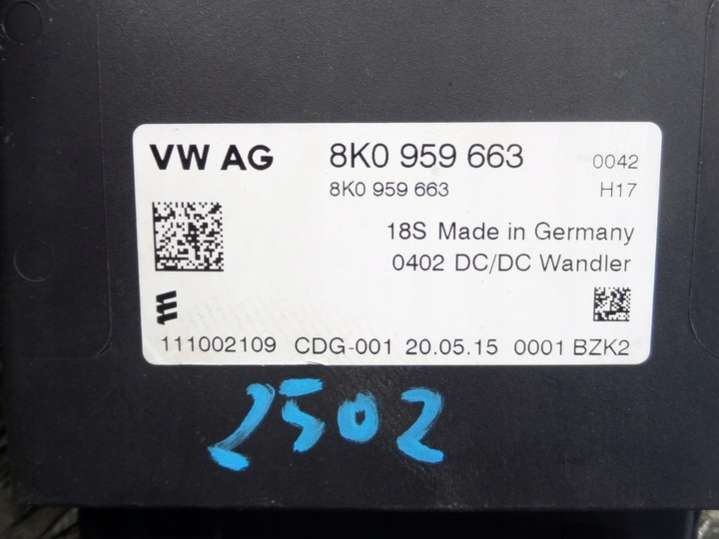 VW AG 8K0 959 663 0042
8K0 959 663 H17
18S Made in Germany
0402 DC/DC Wandler
111002109 CDG-001 20.05.15 0001 BZK2
2502